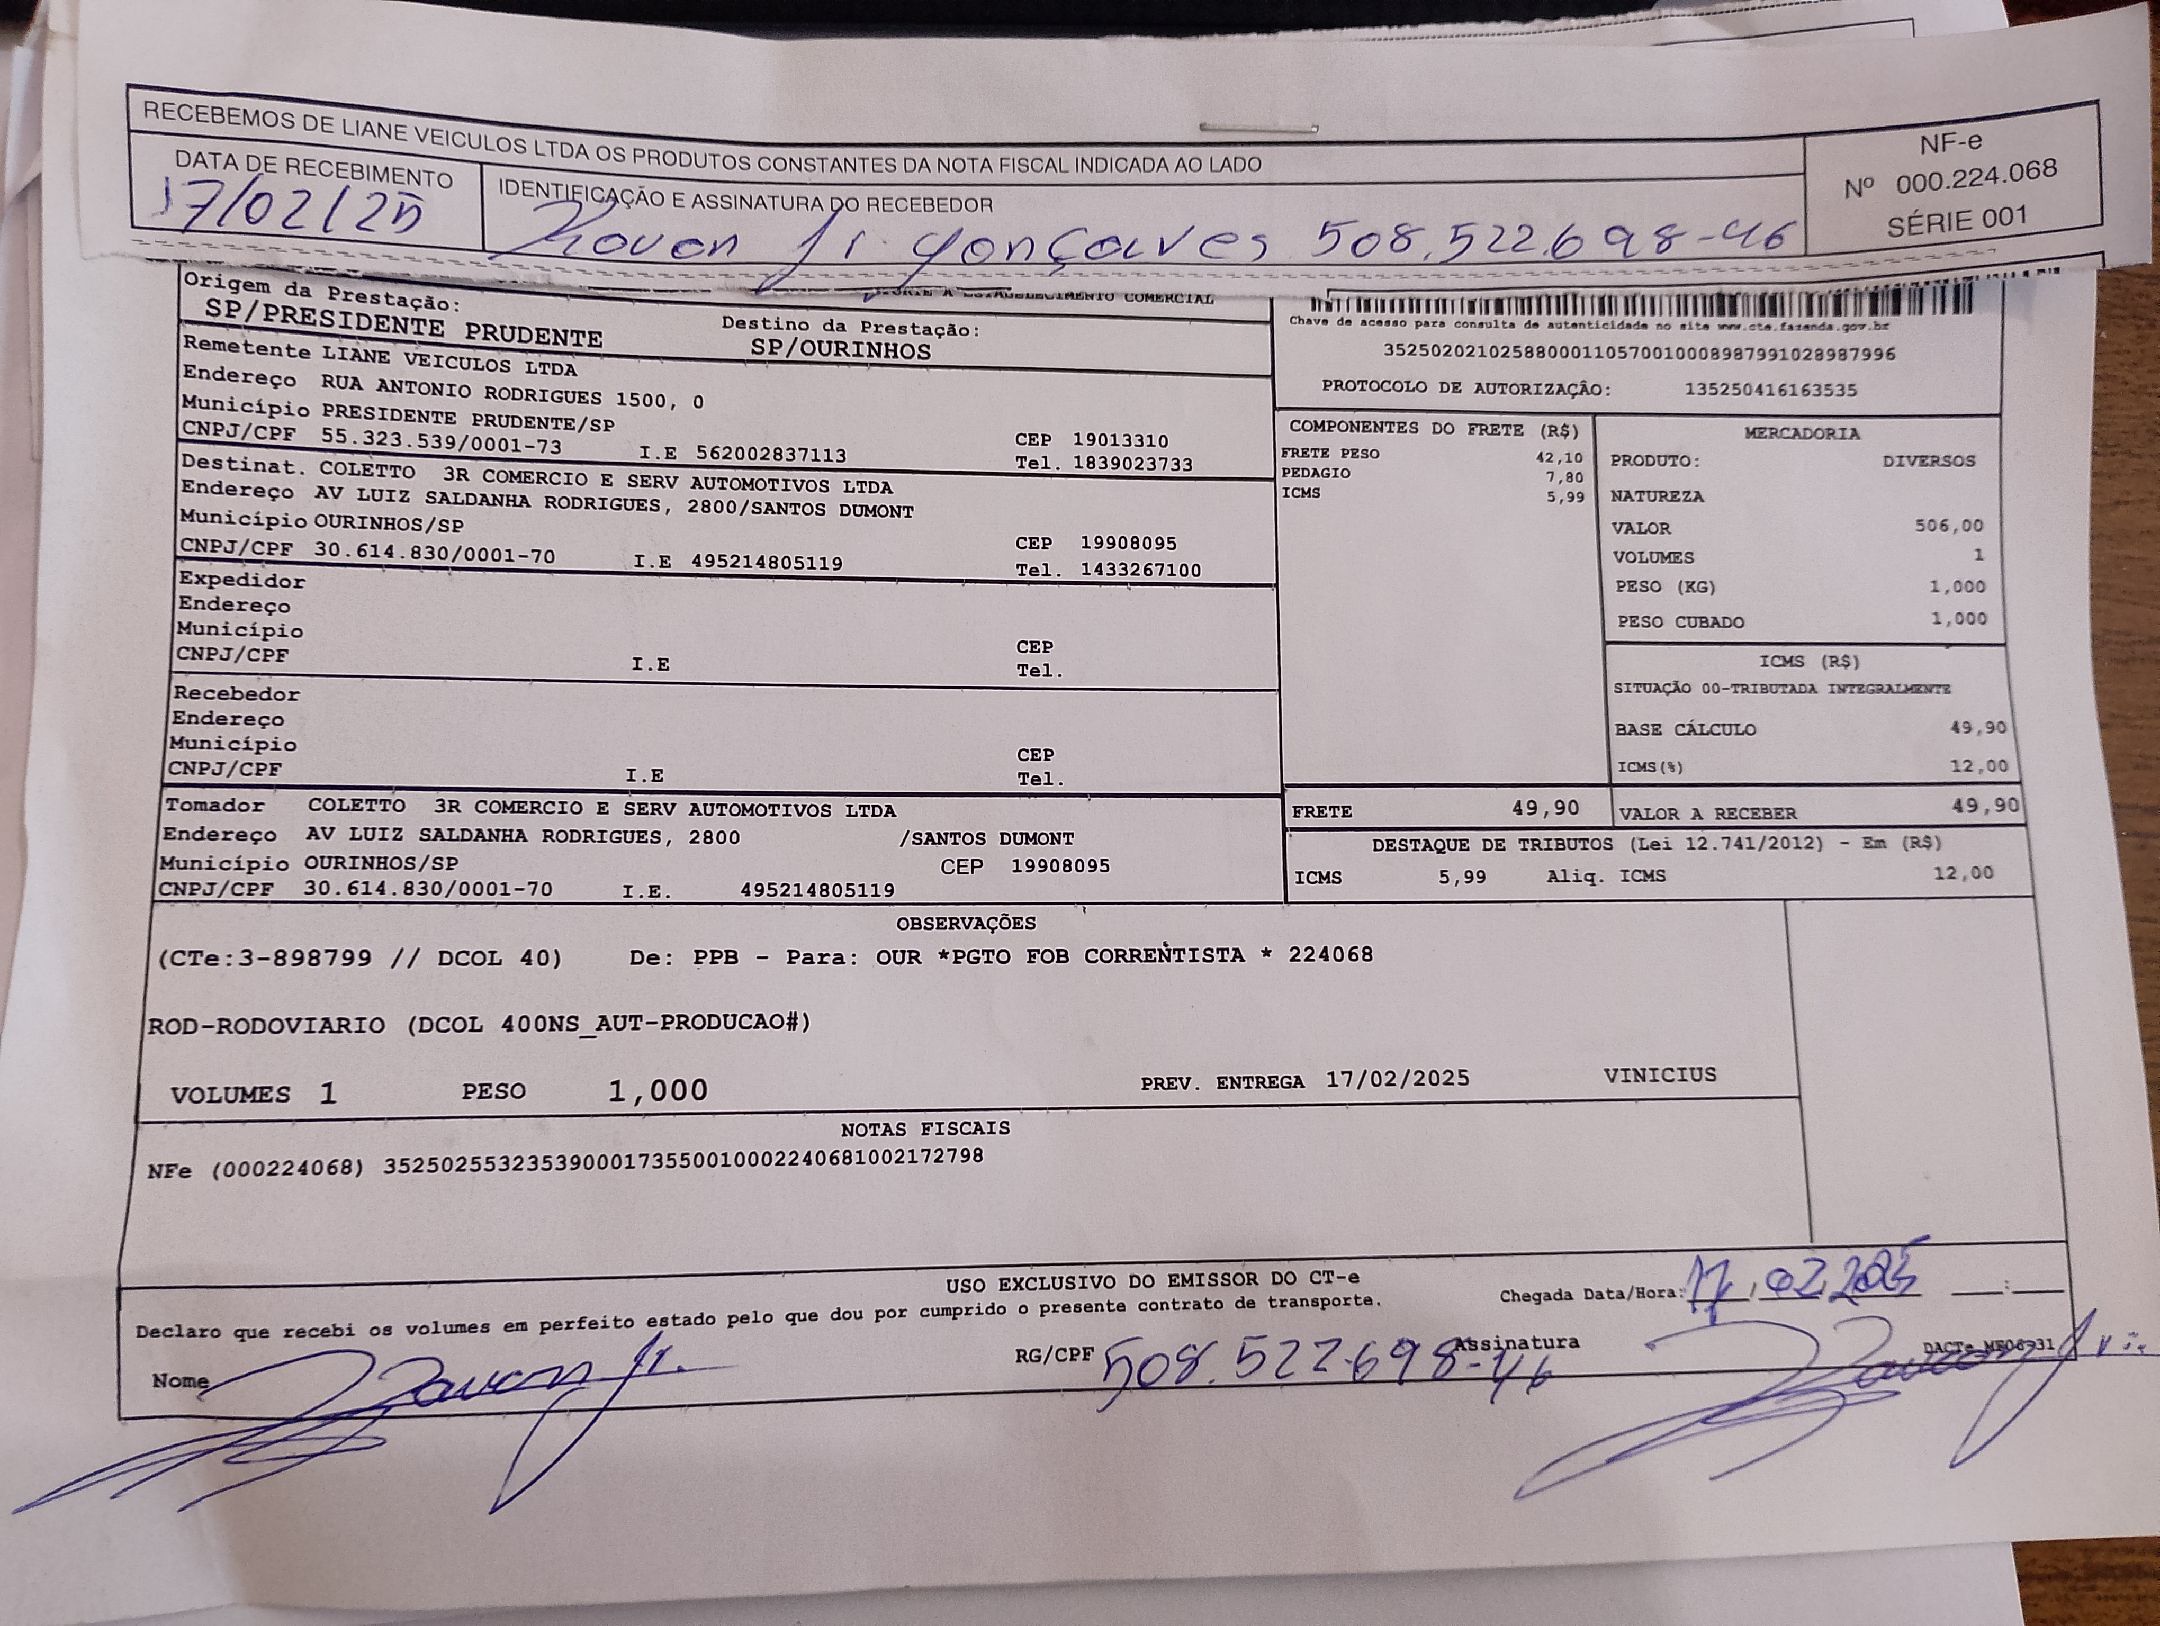 RECEBEMOS DE LIANE VEICULOS LTDA OS PRODUTOS CONSTANTES DA NOTA FISCAL INDICADA AO LADO
DATA DE RECEBIMENTO
17/02/25
IDENTIFICAÇÃO E ASSINATURA DO RECEBEDOR
Gonçalves 508.522.698-46
NF-e
Nº 000.224.068
SÉRIE 001
Origem da Prestação:
SP/PRESIDENTE PRUDENTE
Destino da Prestação:
SP/OURINHOS
Remetente LIANE VEICULOS LTDA
Endereço RUA ANTONIO RODRIGUES 1500, 0
Município PRESIDENTE PRUDENTE/SP
CEP 19013310
CNPJ/CPF 55.323.539/0001-73 I.E 562002837113
Tel. 1839023733
Destinat. COLETTO 3R COMERCIO E SERV AUTOMOTIVOS LTDA
Endereço AV LUIZ SALDANHA RODRIGUES, 2800/SANTOS DUMONT
Município OURINHOS/SP
CEP 19908095
CNPJ/CPF 30.614.830/0001-70 I.E 495214805119
Tel. 1433267100
Expedidor
Endereço
Município
CEP
CNPJ/CPF I.E
Tel.
Recebedor
Endereço
Município
CEP
CNPJ/CPF I.E
Tel.
Tomador COLETTO 3R COMERCIO E SERV AUTOMOTIVOS LTDA
Endereço AV LUIZ SALDANHA RODRIGUES, 2800 /SANTOS DUMONT
Município OURINHOS/SP CEP 19908095
CNPJ/CPF 30.614.830/0001-70 I.E. 495214805119
Chave de acesso para consulta de autenticidade no site www.cte.fazenda.gov.br
35250202102588000110570010008987991028987996
PROTOCOLO DE AUTORIZAÇÃO: 135250416163535
COMPONENTES DO FRETE (R$)
FRETE PESO 42,10
PEDAGIO 7,80
ICMS 5,99
MERCADORIA
PRODUTO: DIVERSOS
NATUREZA
VALOR 506,00
VOLUMES 1
PESO (KG) 1,000
PESO CUBADO 1,000
ICMS (R$)
SITUAÇÃO 00-TRIBUTADA INTEGRALMENTE
BASE CÁLCULO 49,90
ICMS(%) 12,00
FRETE 49,90
VALOR A RECEBER 49,90
DESTAQUE DE TRIBUTOS (Lei 12.741/2012) - Em (R$)
ICMS 5,99 Aliq. ICMS 12,00
OBSERVAÇÕES
(CTe:3-898799 // DCOL 40) De: PPB - Para: OUR *PGTO FOB CORRENTISTA * 224068
ROD-RODOVIARIO (DCOL 400NS_AUT-PRODUCAO#)
VOLUMES 1 PESO 1,000 PREV. ENTREGA 17/02/2025 VINICIUS
NOTAS FISCAIS
NFe (000224068) 35250255323539000173550010002240681002172798
USO EXCLUSIVO DO EMISSOR DO CT-e
Chegada Data/Hora: 17/02/2025 :
Declaro que recebi os volumes em perfeito estado pelo que dou por cumprido o presente contrato de transporte.
Nome
RG/CPF 508.522.698-46
Assinatura